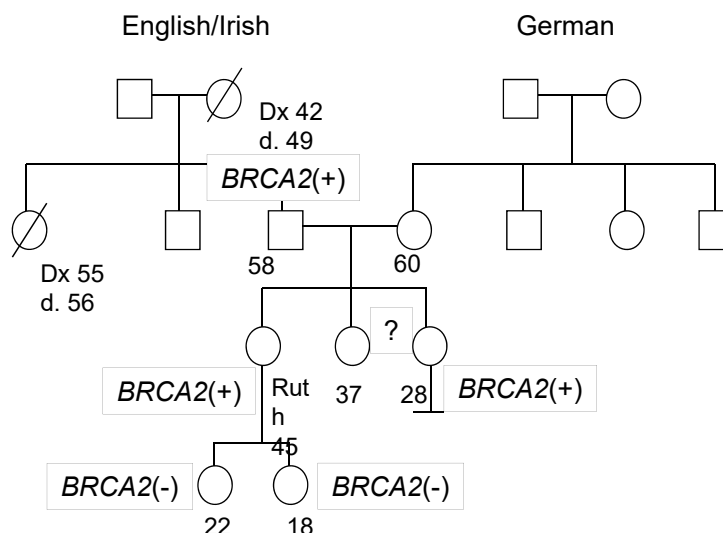 English/Irish
German
Dx 42
d. 49
BRCA2(+)
58
60
Dx 55
d. 56
?
BRCA2(+)
Rut
h
45
37
28
BRCA2(+)
BRCA2(-)
BRCA2(-)
22
18